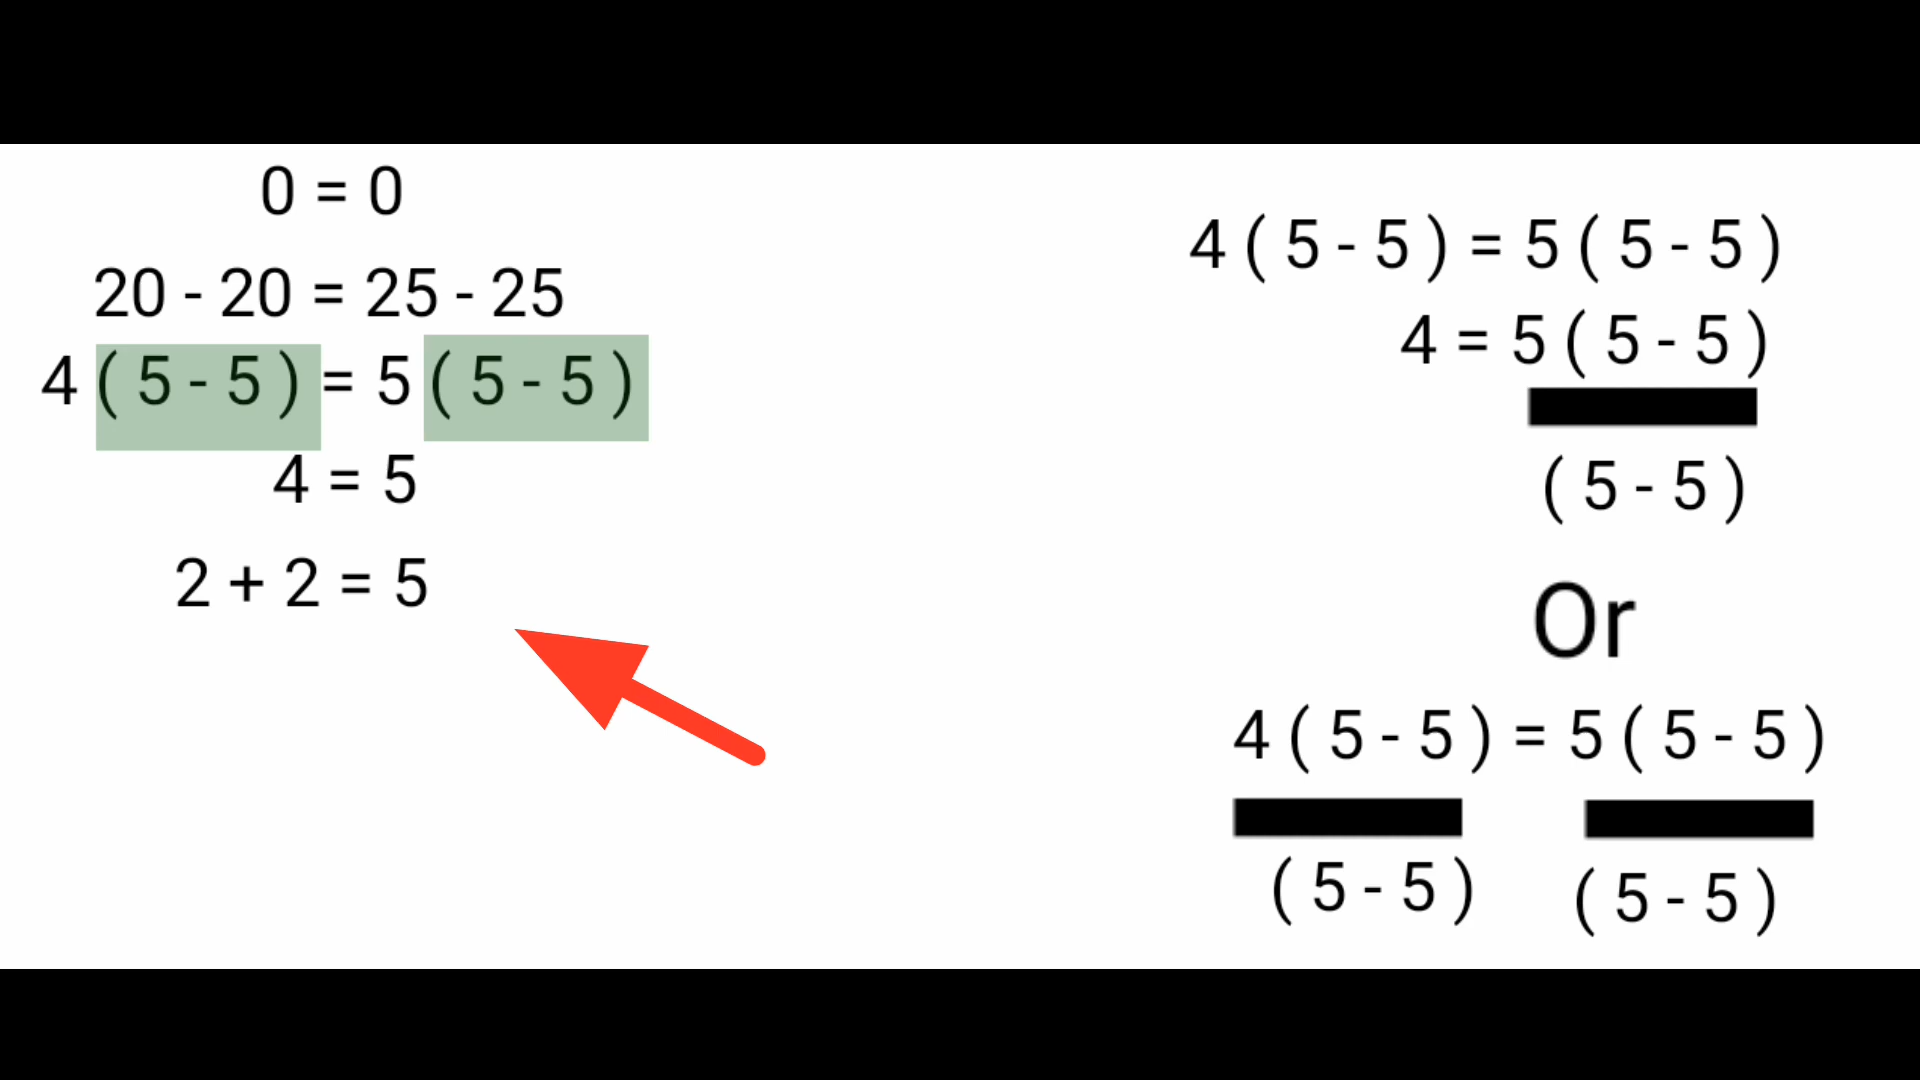 0 = 0
20 - 20 = 25 - 25
4 ( 5 - 5 ) = 5 ( 5 - 5 )
4 = 5
2 + 2 = 5
4 ( 5 - 5 ) = 5 ( 5 - 5 )
4 = 5 ( 5 - 5 )
( 5 - 5 )
Or
4 ( 5 - 5 ) = 5 ( 5 - 5 )
( 5 - 5 ) ( 5 - 5 )